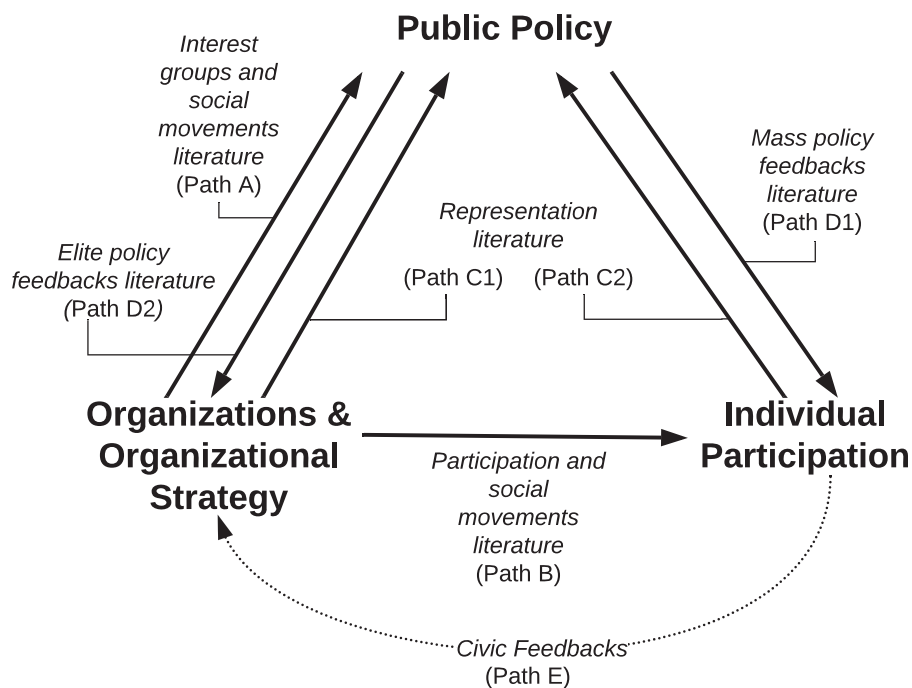 Public Policy
Interest
groups and
social
movements
literature
(Path A)
Mass policy
feedbacks
literature
(Path D1)
Representation
literature
(Path C1)
(Path C2)
Elite policy
feedbacks literature
(Path D2)
Organizations &
Organizational
Strategy
Individual
Participation
Participation and
social
movements
literature
(Path B)
Civic Feedbacks
(Path E)